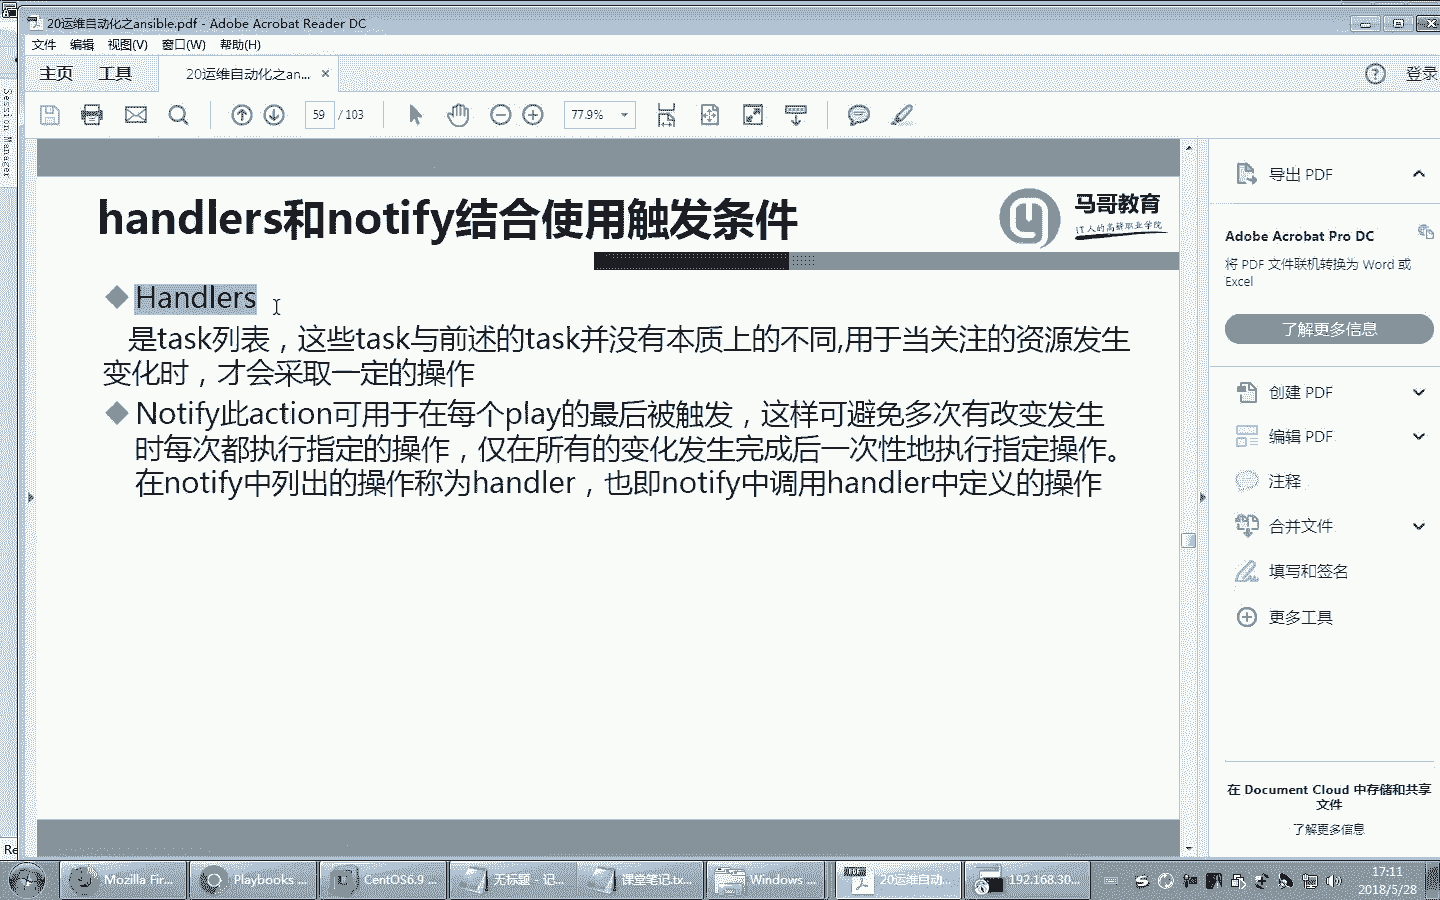 20运维自动化之ansible.pdf - Adobe Acrobat Reader DC
文件 编辑 视图(V) 窗口(W) 帮助(H)
主页 工具 20运维自动化之an... × 登录
59 / 103 77.9%
Session Manager
handlers和notify结合使用触发条件
马哥教育
IT人的高薪职业学院
Handlers
是task列表，这些task与前述的task并没有本质上的不同,用于当关注的资源发生
变化时，才会采取一定的操作
Notify此action可用于在每个play的最后被触发，这样可避免多次有改变发生
时每次都执行指定的操作，仅在所有的变化发生完成后一次性地执行指定操作。
在notify中列出的操作称为handler，也即notify中调用handler中定义的操作
导出 PDF
Adobe Acrobat Pro DC
将 PDF 文件联机转换为 Word 或
Excel
了解更多信息
创建 PDF
编辑 PDF
注释
合并文件
填写和签名
更多工具
在 Document Cloud 中存储和共享
文件
了解更多信息
Re
Mozilla Fir... Playbooks ... CentOS6.9 ... 无标题 - 记... 课堂笔记.tx... Windows ... 20运维自动... 192.168.30...
17:11
2018/5/28